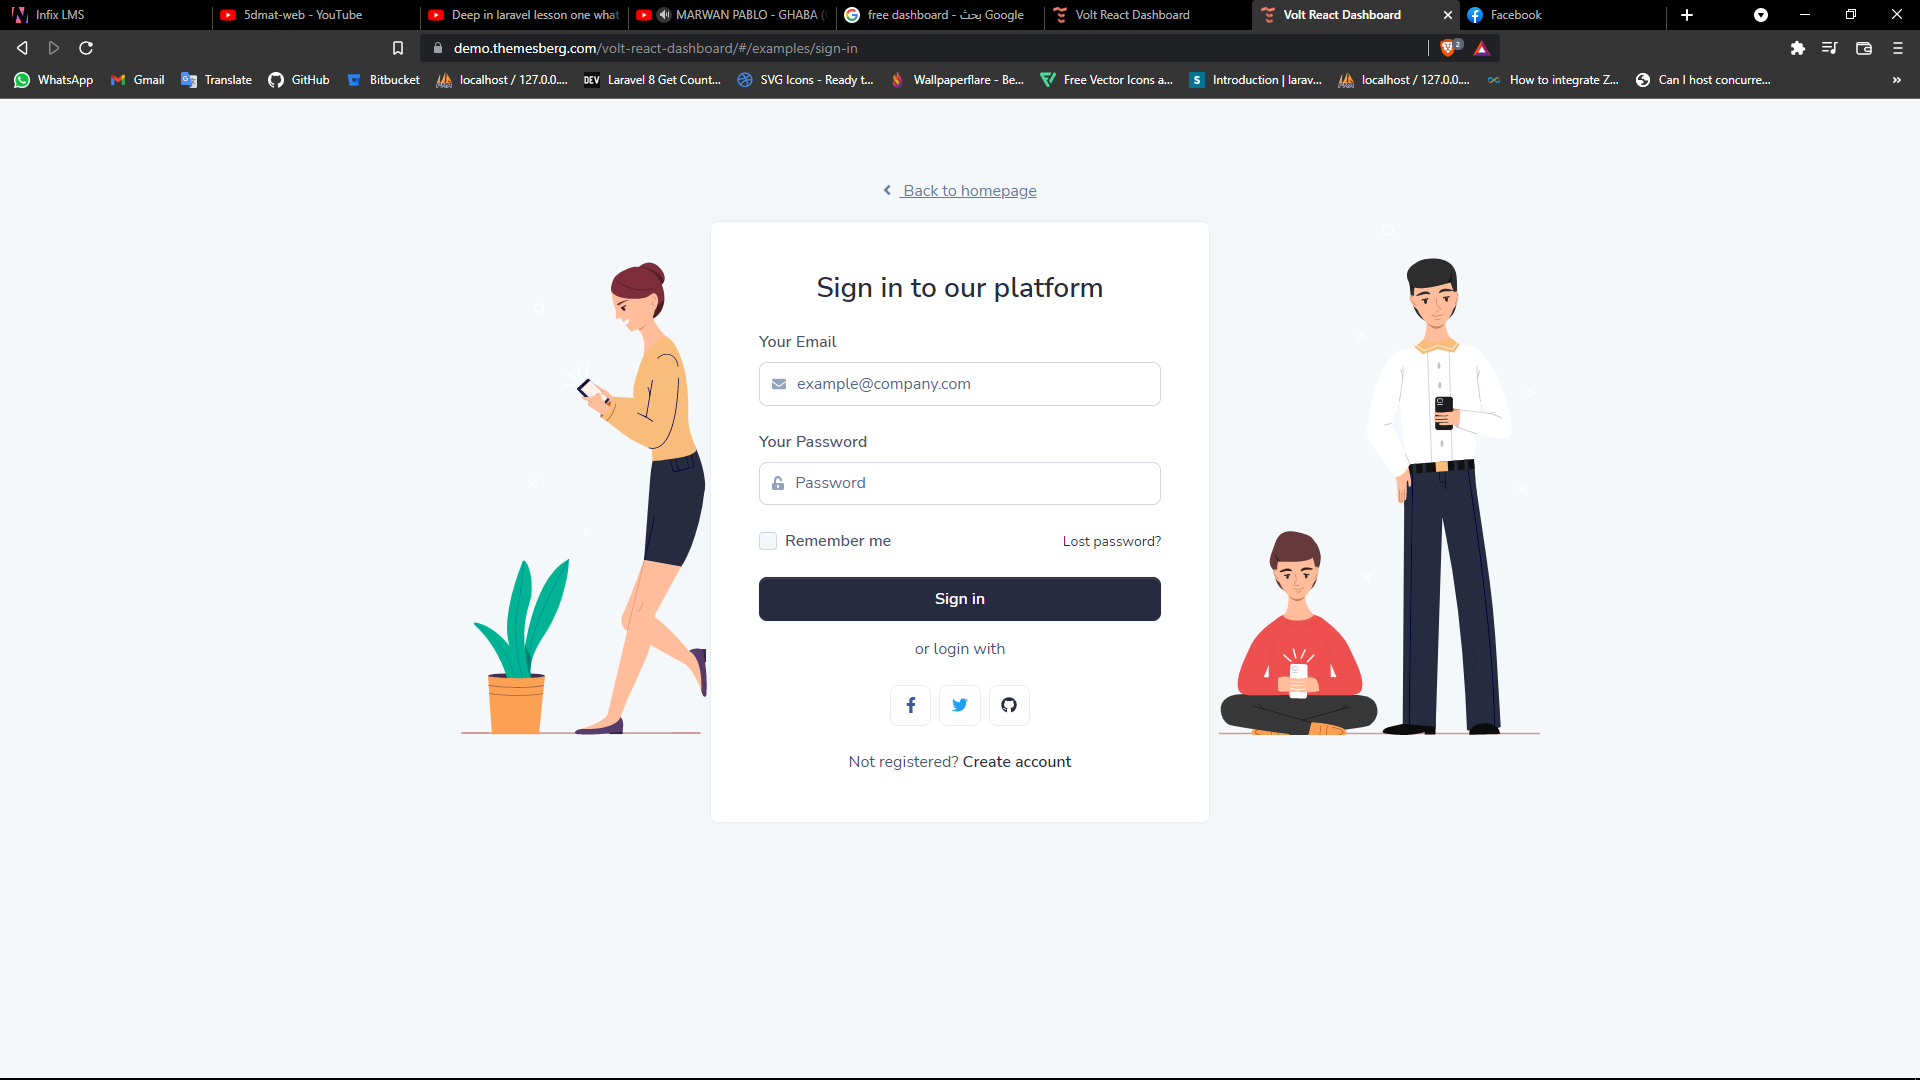 Infix LMS
5dmat-web - YouTube
Deep in laravel lesson one what
MARWAN PABLO - GHABA (
free dashboard - بحث Google
Volt React Dashboard
Volt React Dashboard
Facebook
demo.themesberg.com/volt-react-dashboard/#/examples/sign-in
2
WhatsApp
Gmail
Translate
GitHub
Bitbucket
localhost / 127.0.0....
DEV Laravel 8 Get Count...
SVG Icons - Ready t...
Wallpaperflare - Be...
Free Vector Icons a...
S Introduction | larav...
localhost / 127.0.0....
How to integrate Z...
Can I host concurre...
»
Back to homepage
Sign in to our platform
Your Email
example@company.com
Your Password
Password
Remember me
Lost password?
Sign in
or login with
Not registered? Create account